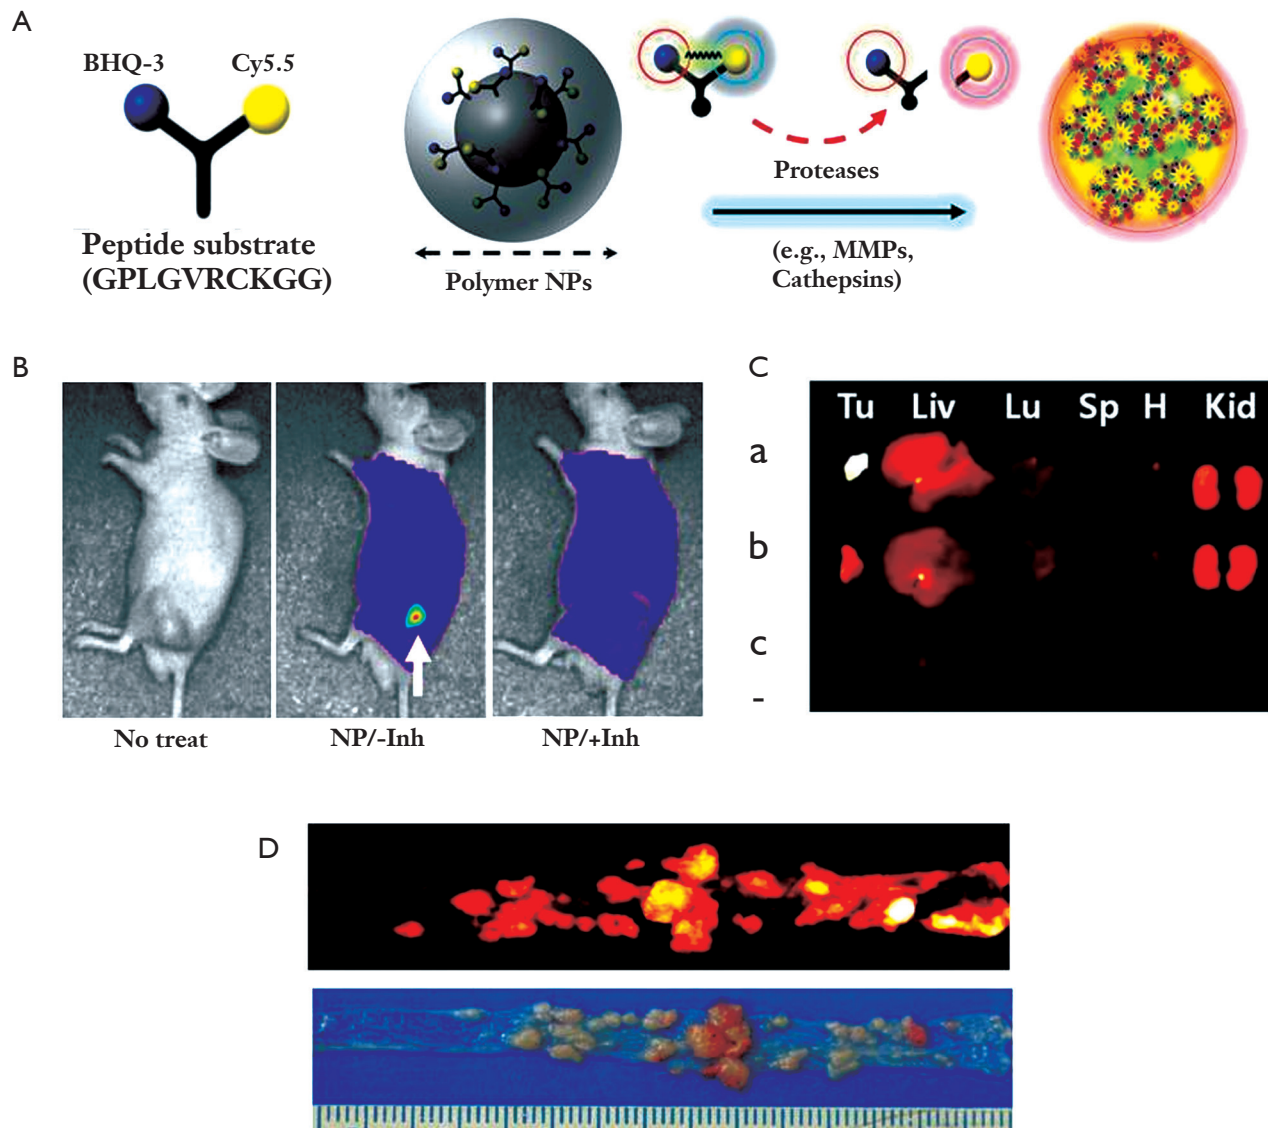 A
BHQ-3 Cy5.5
Peptide substrate
(GPLGVRCKGG)
Polymer NPs
Proteases
(e.g., MMPs,
Cathepsins)
B
No treat NP/-Inh NP/+Inh
C
Tu Liv Lu Sp H Kid
a
b
c
-
D